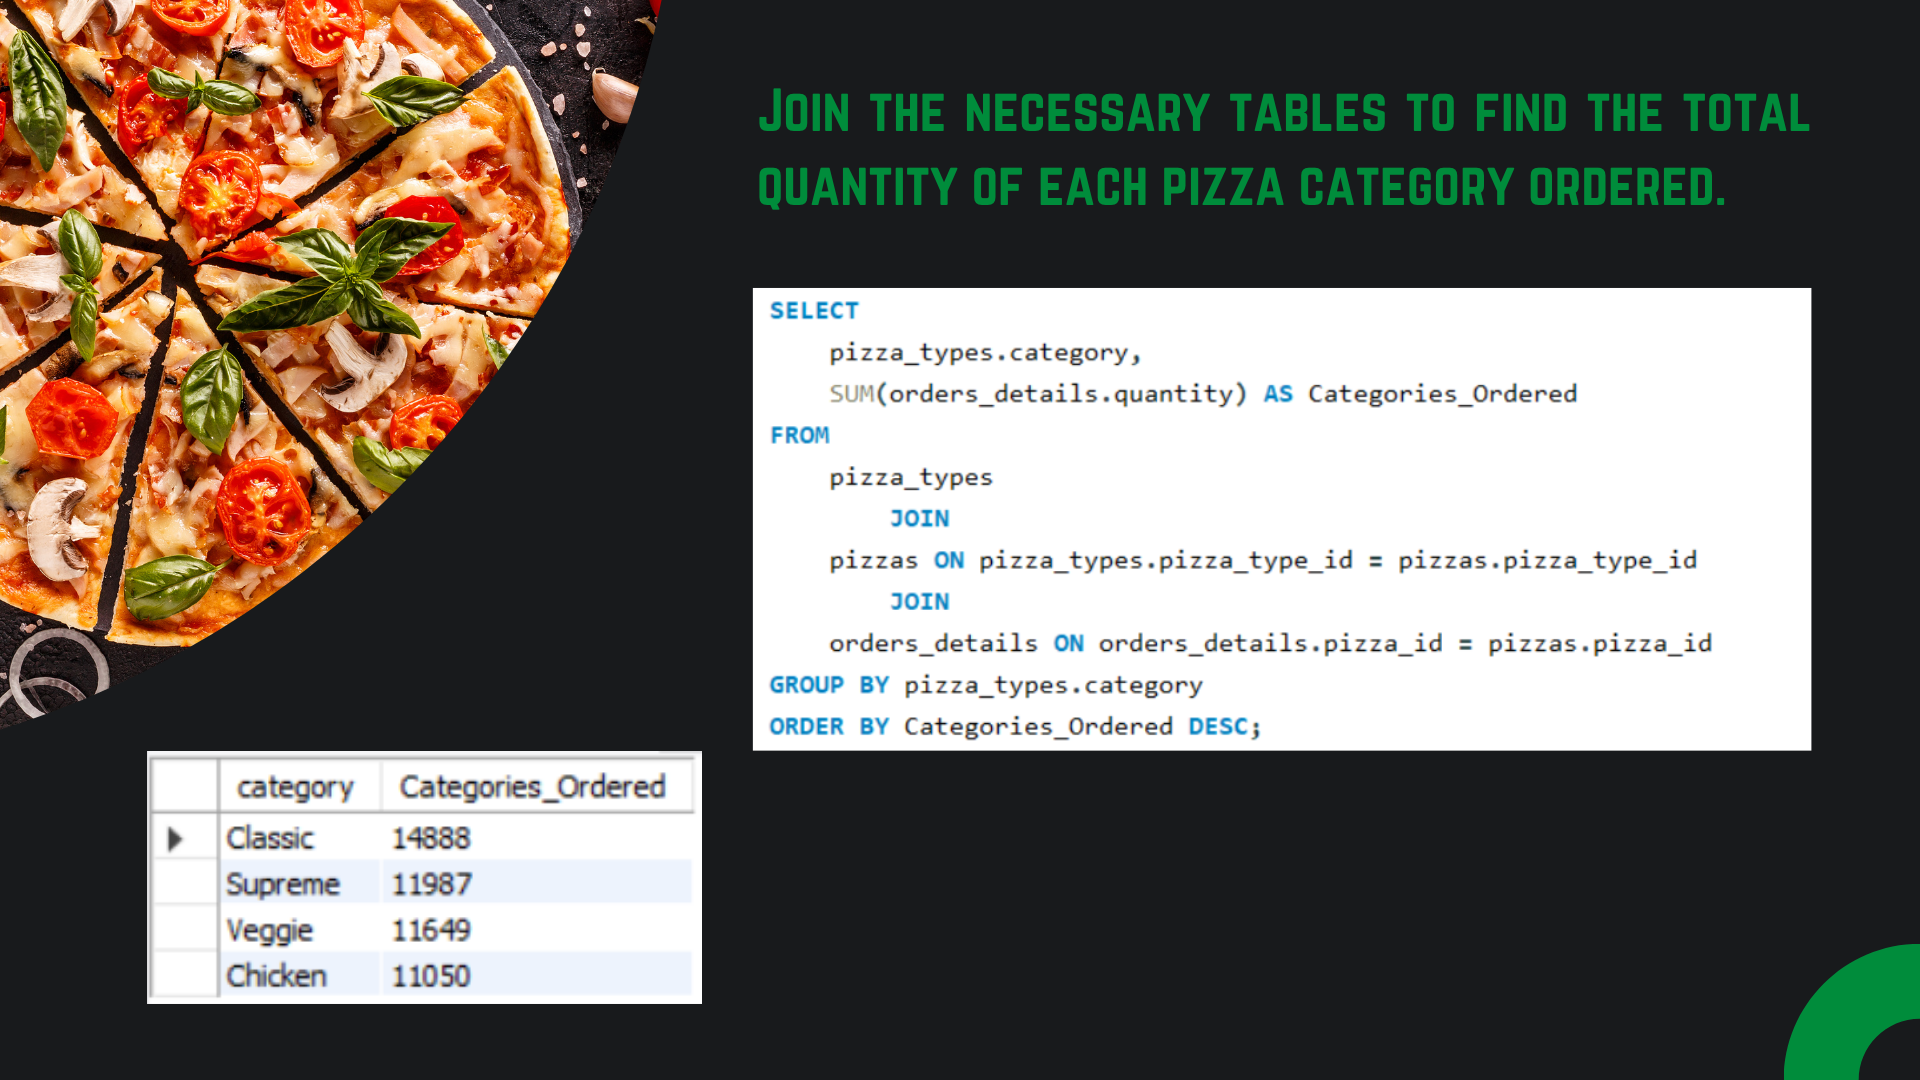 JOIN THE NECESSARY TABLES TO FIND THE TOTAL
QUANTITY OF EACH PIZZA CATEGORY ORDERED.
SELECT
pizza_types.category,
SUM(orders_details.quantity) AS Categories_Ordered
FROM
pizza_types
JOIN
pizzas ON pizza_types.pizza_type_id = pizzas.pizza_type_id
JOIN
orders_details ON orders_details.pizza_id = pizzas.pizza_id
GROUP BY pizza_types.category
ORDER BY Categories_Ordered DESC;
category Categories_Ordered
Classic 14888
Supreme 11987
Veggie 11649
Chicken 11050